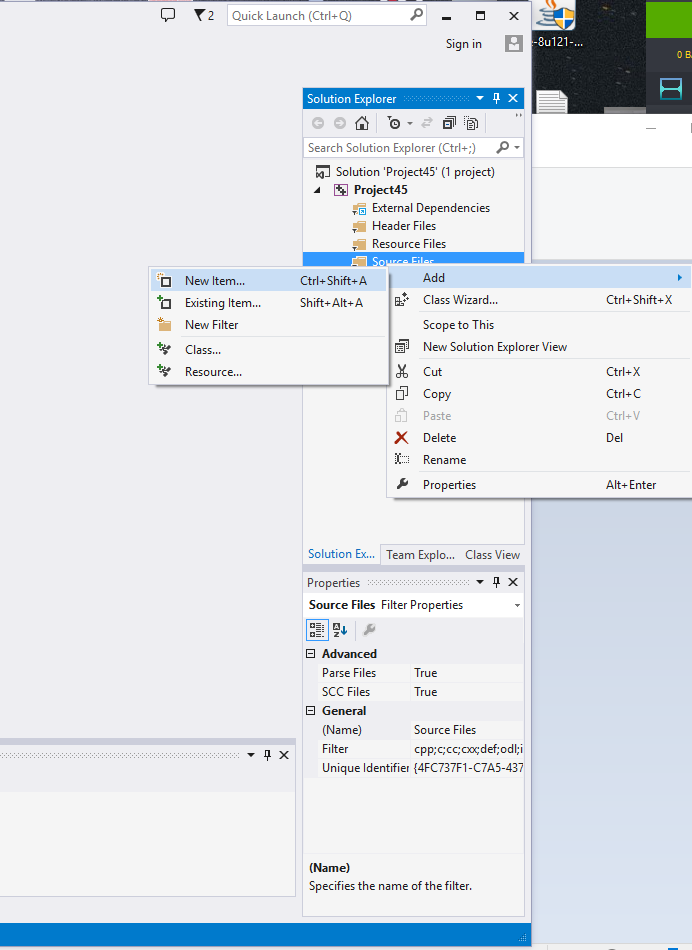 2
Quick Launch (Ctrl+Q)
Sign in
-8u121-...
0 B
Solution Explorer
Search Solution Explorer (Ctrl+;)
Solution 'Project45' (1 project)
Project45
External Dependencies
Header Files
Resource Files
Source Files
New Item... Ctrl+Shift+A
Existing Item... Shift+Alt+A
New Filter
Class...
Resource...
Add
Class Wizard... Ctrl+Shift+X
Scope to This
New Solution Explorer View
Cut Ctrl+X
Copy Ctrl+C
Paste Ctrl+V
Delete Del
Rename
Properties Alt+Enter
Solution Ex... Team Explo... Class View
Properties
Source Files Filter Properties
Advanced
Parse Files True
SCC Files True
General
(Name) Source Files
Filter cpp;c;cc;cxx;def;odl;i
Unique Identifier {4FC737F1-C7A5-437
(Name)
Specifies the name of the filter.